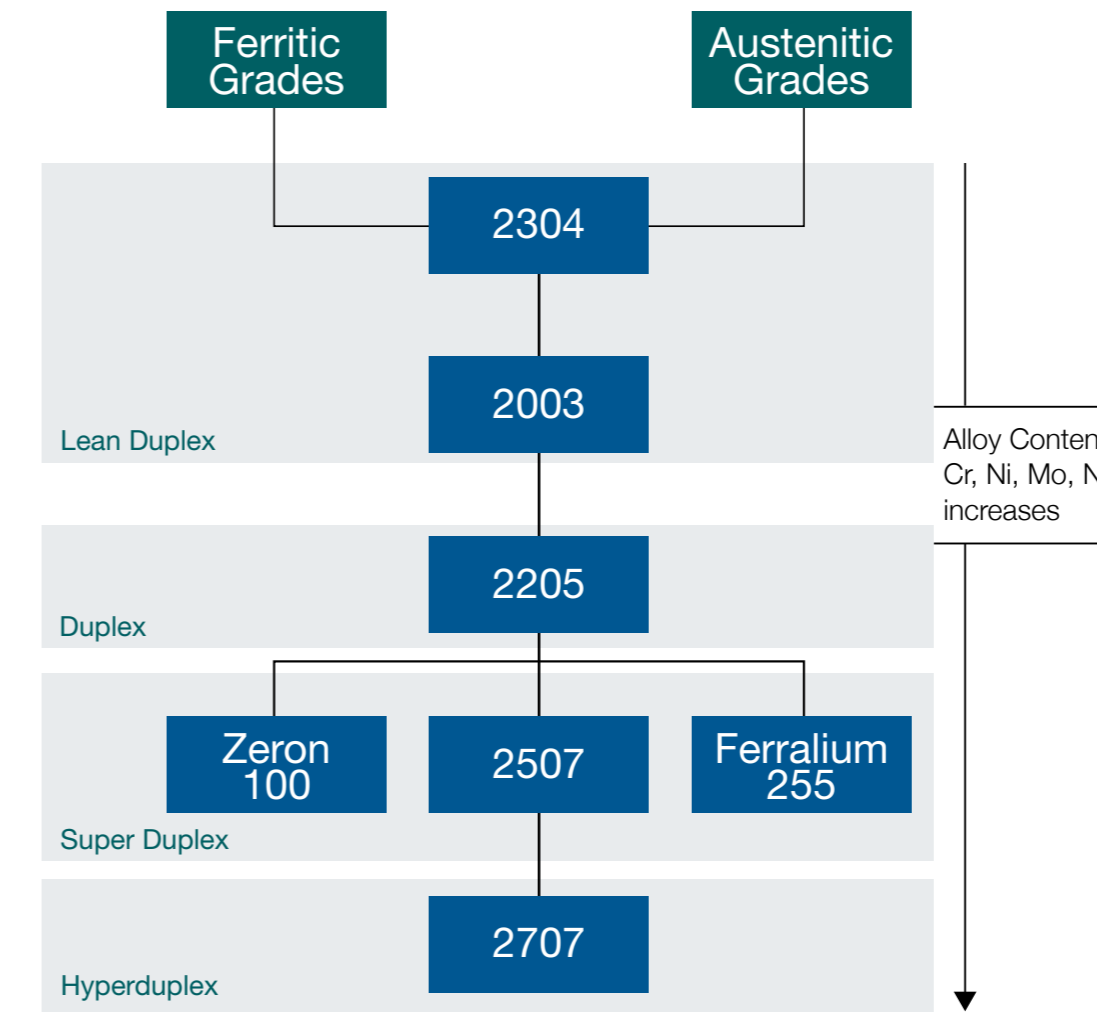 Ferritic
Grades
Austenitic
Grades
2304
2003
Lean Duplex
Alloy Conten
Cr, Ni, Mo, N
increases
2205
Duplex
Zeron
100
2507
Ferralium
255
Super Duplex
2707
Hyperduplex